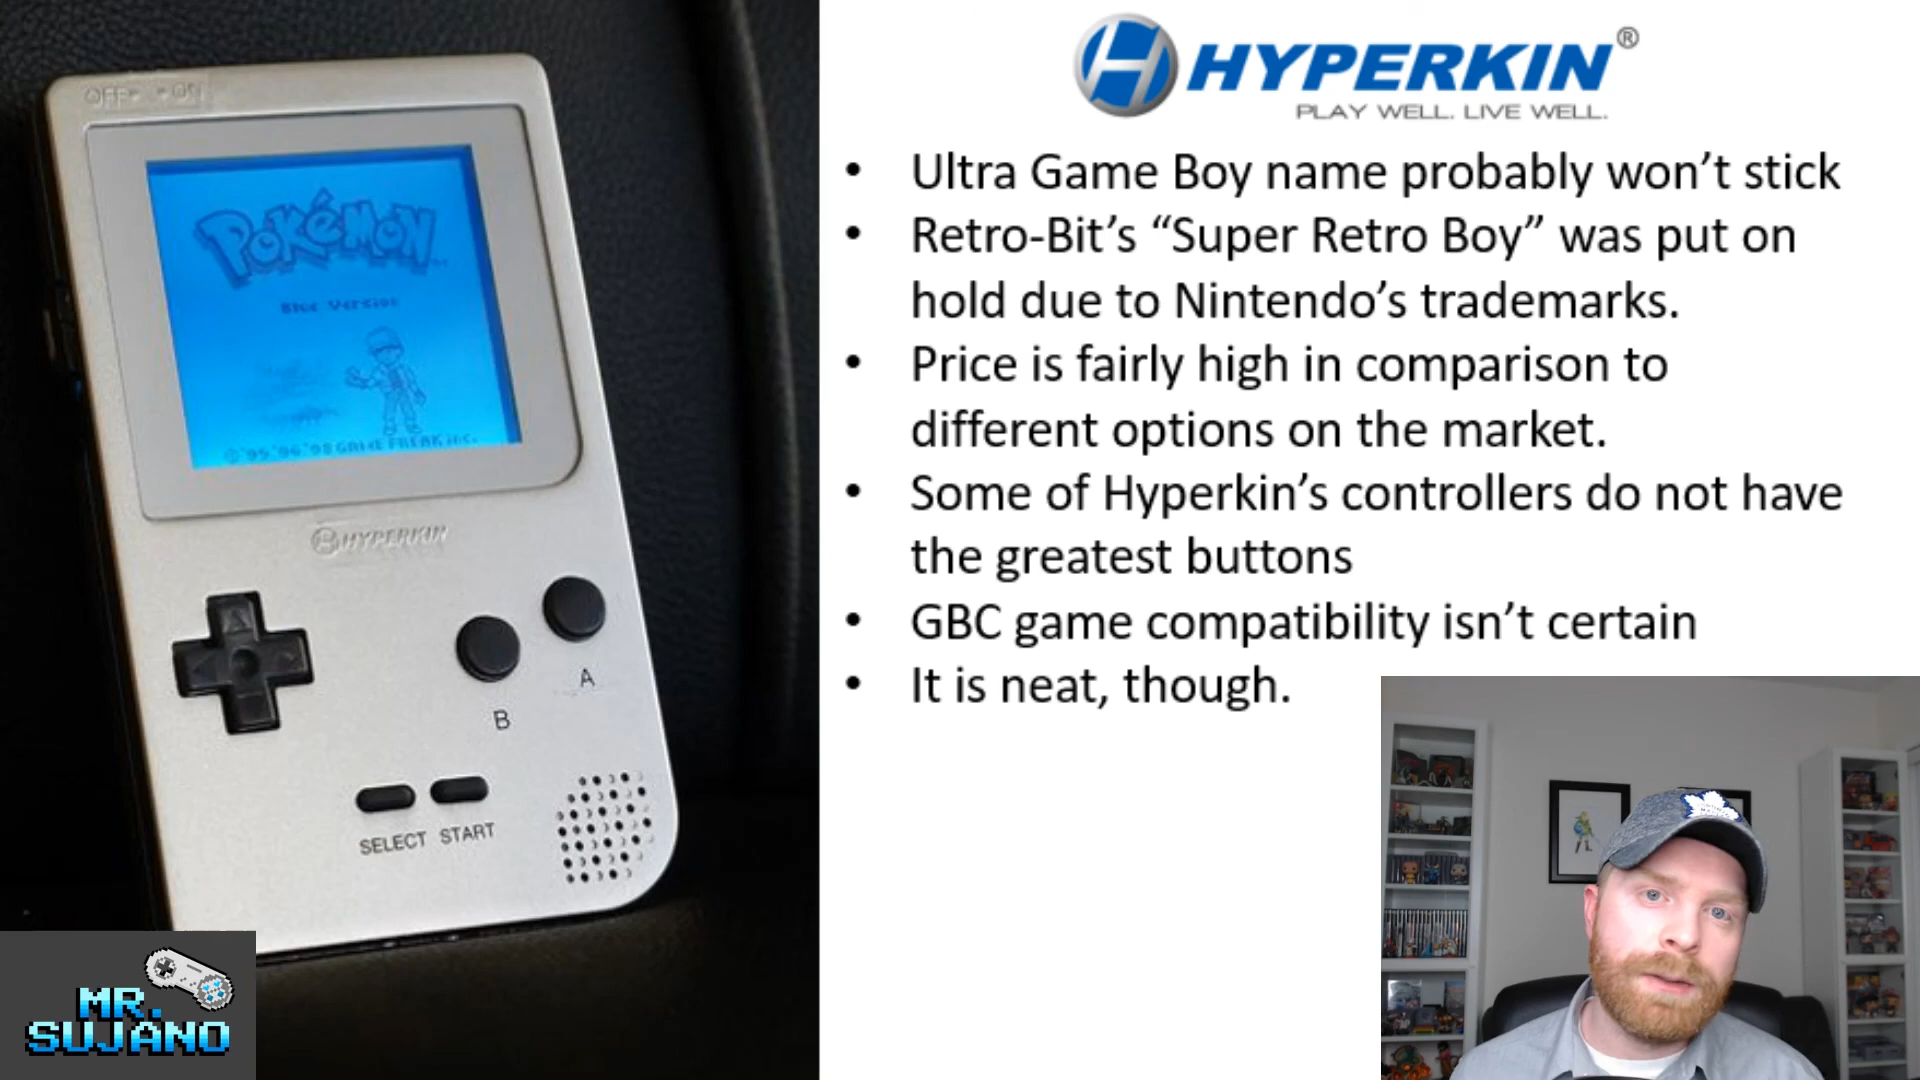 OFF ON
Pokémon
Blue Version
©'95'96'98 GAME FREAK inc.
HYPERKIN
A
B
SELECT START
MR.
SUJANO
HYPERKIN®
PLAY WELL. LIVE WELL.
• Ultra Game Boy name probably won’t stick
• Retro-Bit’s “Super Retro Boy” was put on
hold due to Nintendo’s trademarks.
• Price is fairly high in comparison to
different options on the market.
• Some of Hyperkin’s controllers do not have
the greatest buttons
• GBC game compatibility isn’t certain
• It is neat, though.